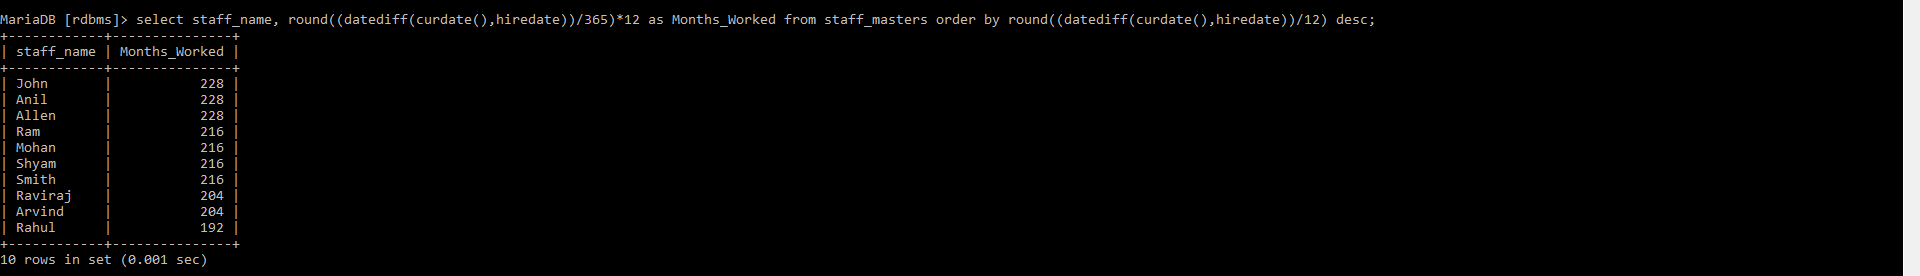 MariaDB [rdbms]> select staff_name, round((datediff(curdate(),hiredate))/365)*12 as Months_Worked from staff_masters order by round((datediff(curdate(),hiredate))/12) desc;
+------------+---------------+
| staff_name | Months_Worked |
+------------+---------------+
| John       |           228 |
| Anil       |           228 |
| Allen      |           228 |
| Ram        |           216 |
| Mohan      |           216 |
| Shyam      |           216 |
| Smith      |           216 |
| Raviraj    |           204 |
| Arvind     |           204 |
| Rahul      |           192 |
+------------+---------------+
10 rows in set (0.001 sec)